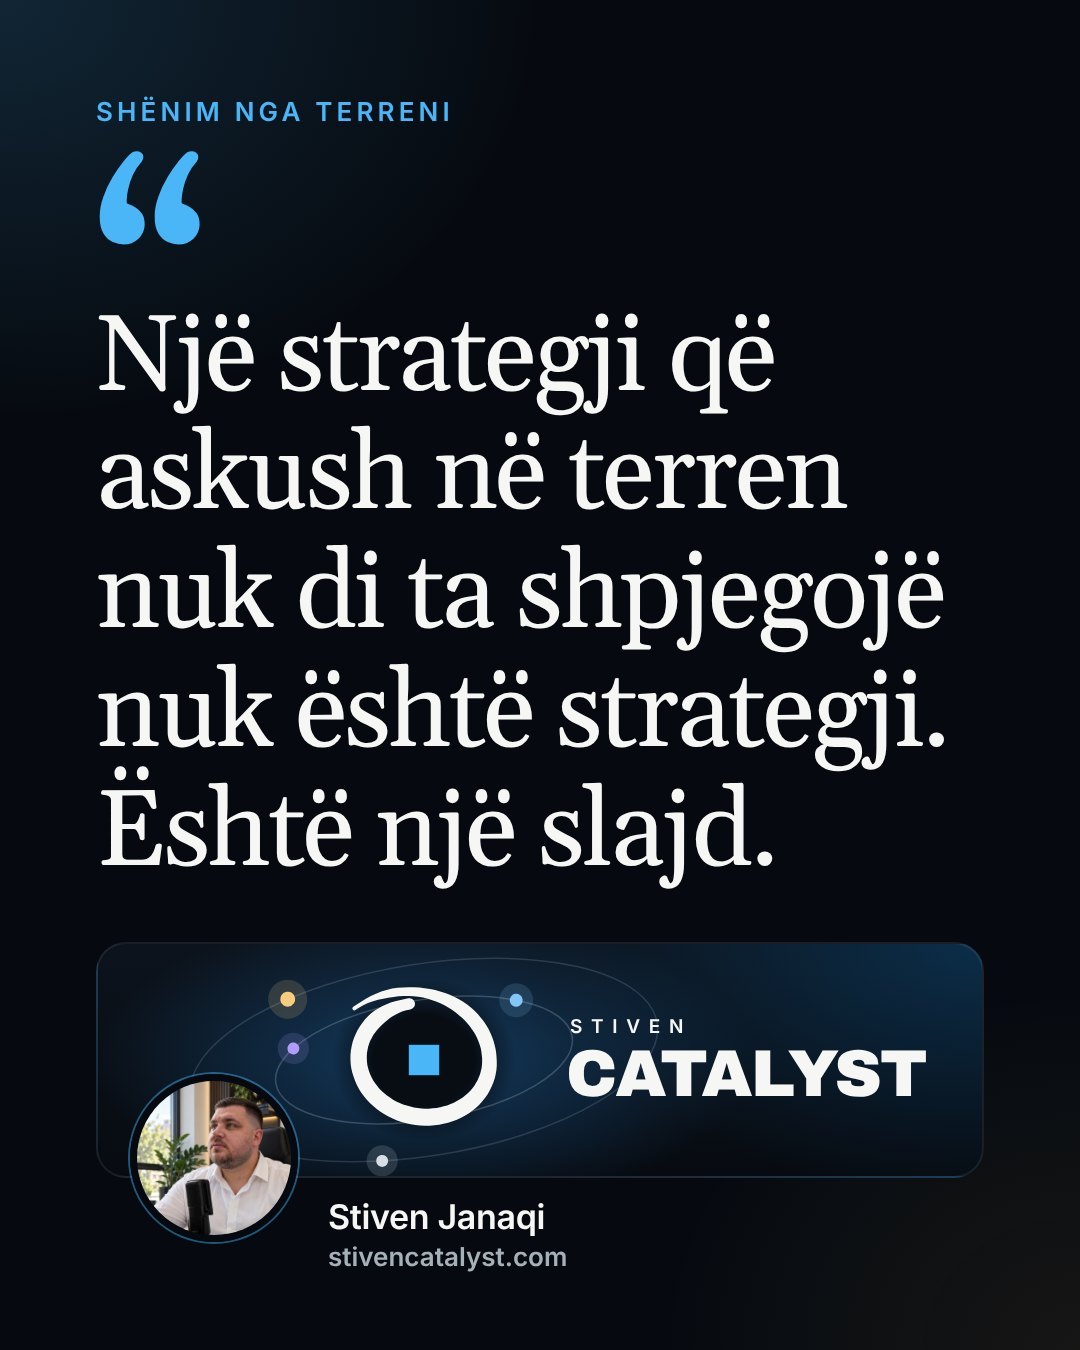 SHËNIM NGA TERRENI
“
Një strategji që
askush në terren
nuk di ta shpjegojë
nuk është strategji.
Është një slajd.
STIVEN
CATALYST
Stiven Janaqi
stivencatalyst.com